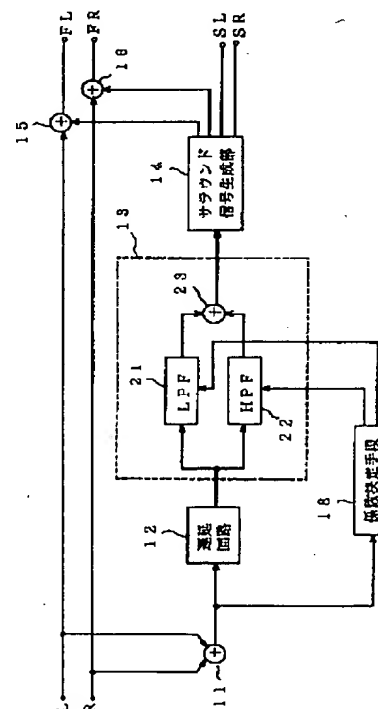 FL
FR
15
16
SL
SR
14
サラウンド
信号生成部
13
23
21
LPF
HPF
22
12
遅延
回路
18
係数決定手段
11
R